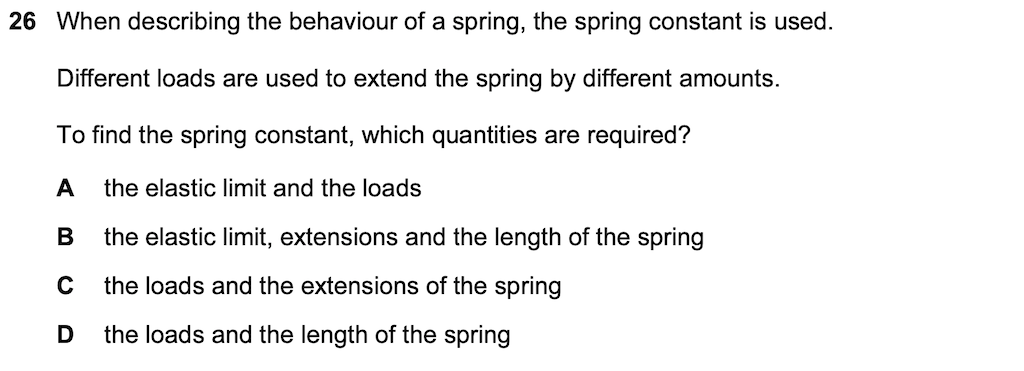 26 When describing the behaviour of a spring, the spring constant is used.
Different loads are used to extend the spring by different amounts.
To find the spring constant, which quantities are required?
A the elastic limit and the loads
B the elastic limit, extensions and the length of the spring
C the loads and the extensions of the spring
D the loads and the length of the spring